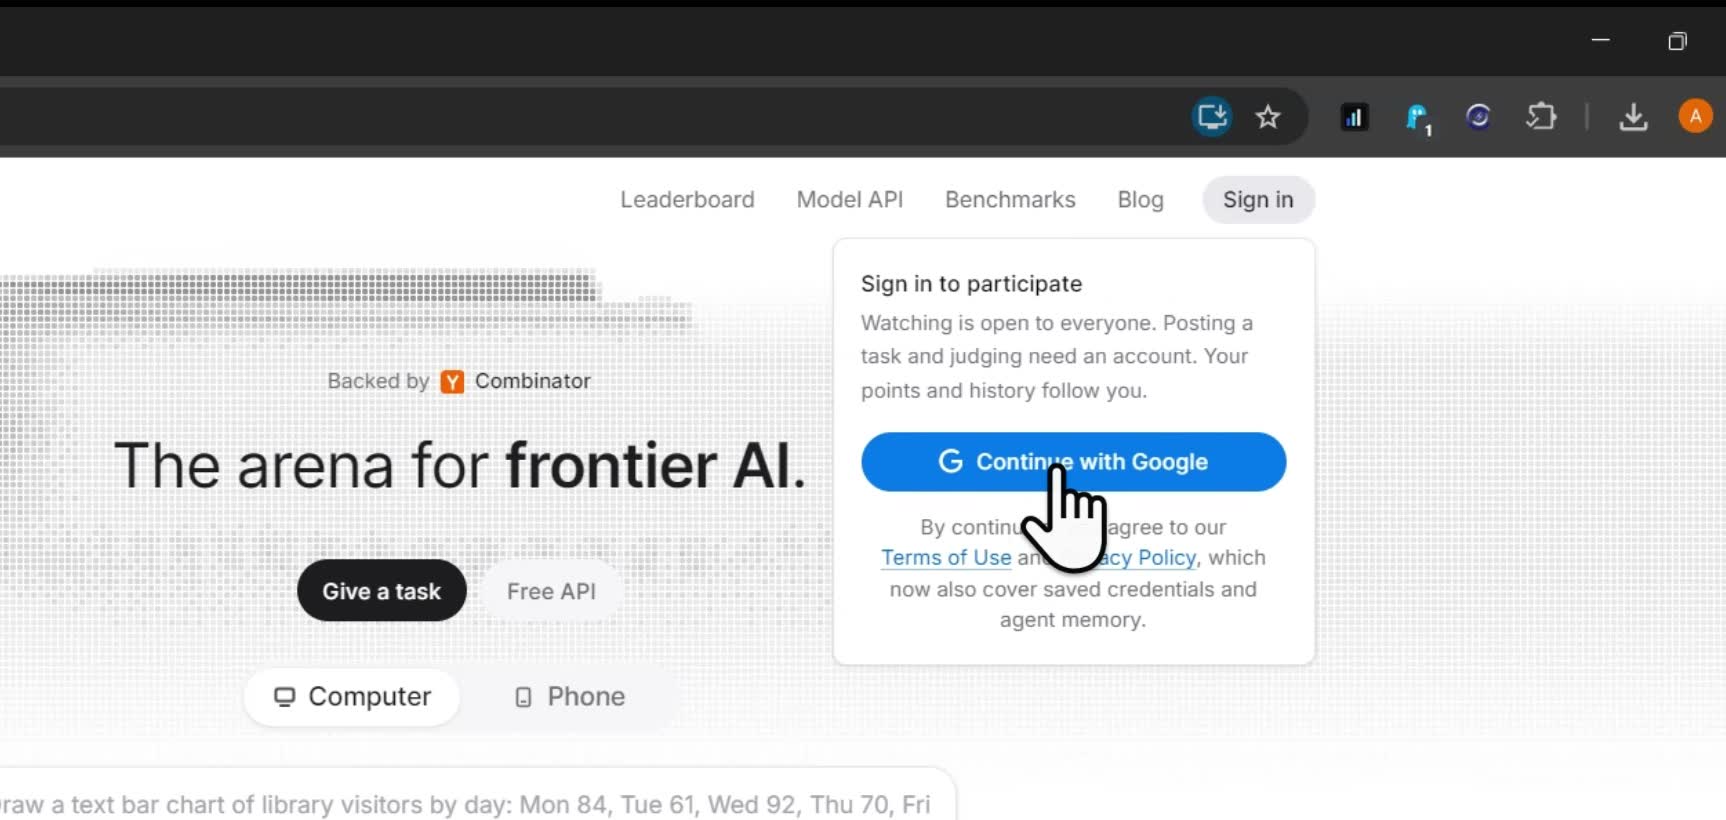 1
A
Leaderboard Model API Benchmarks Blog Sign in
Sign in to participate
Watching is open to everyone. Posting a
task and judging need an account. Your
points and history follow you.
Continue with Google
By continu agree to our
Terms of Use an acy Policy, which
now also cover saved credentials and
agent memory.
Backed by Y Combinator
The arena for frontier AI.
Give a task Free API
Computer Phone
raw a text bar chart of library visitors by day: Mon 84, Tue 61, Wed 92, Thu 70, Fri